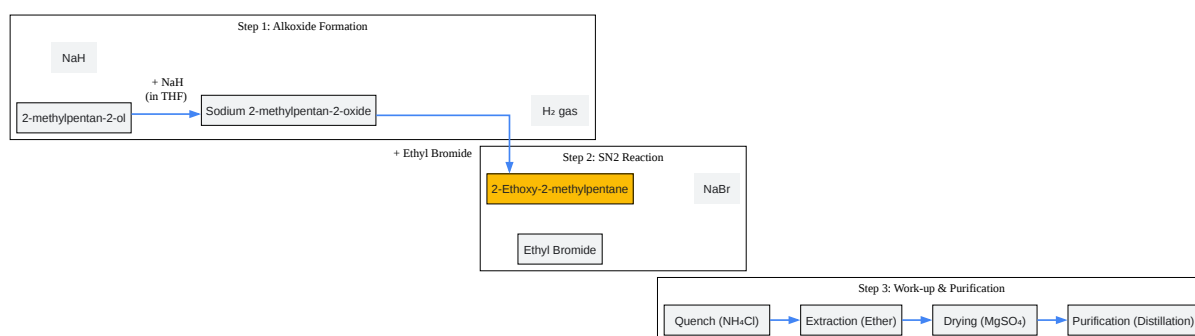 Step 1: Alkoxide Formation
NaH
+ NaH
(in THF)
2-methylpentan-2-ol
Sodium 2-methylpentan-2-oxide
H₂ gas
+ Ethyl Bromide
Step 2: SN2 Reaction
2-Ethoxy-2-methylpentane
NaBr
Ethyl Bromide
Step 3: Work-up & Purification
Quench (NH₄Cl)
Extraction (Ether)
Drying (MgSO₄)
Purification (Distillation)